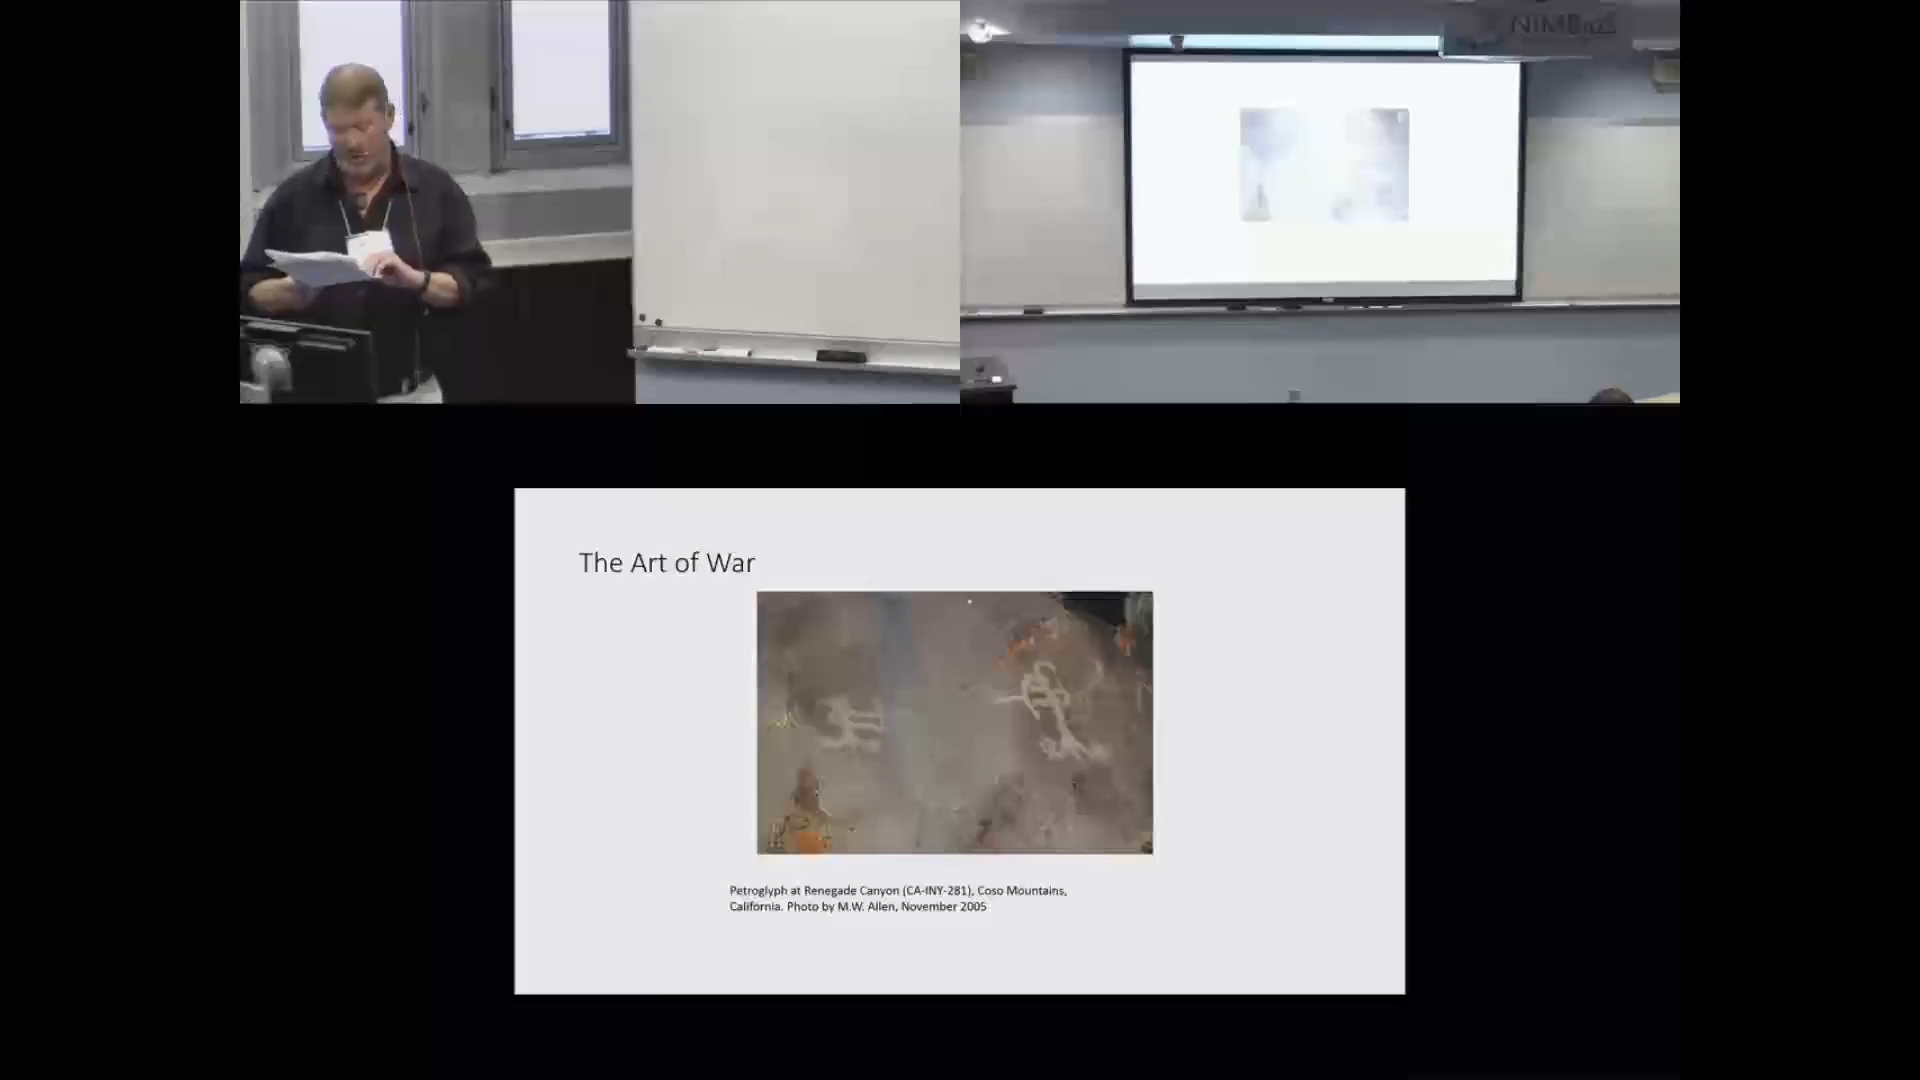 NIMBioS
The Art of War
Petroglyph at Renegade Canyon (CA-INY-281), Coso Mountains,
California. Photo by M.W. Allen, November 2005